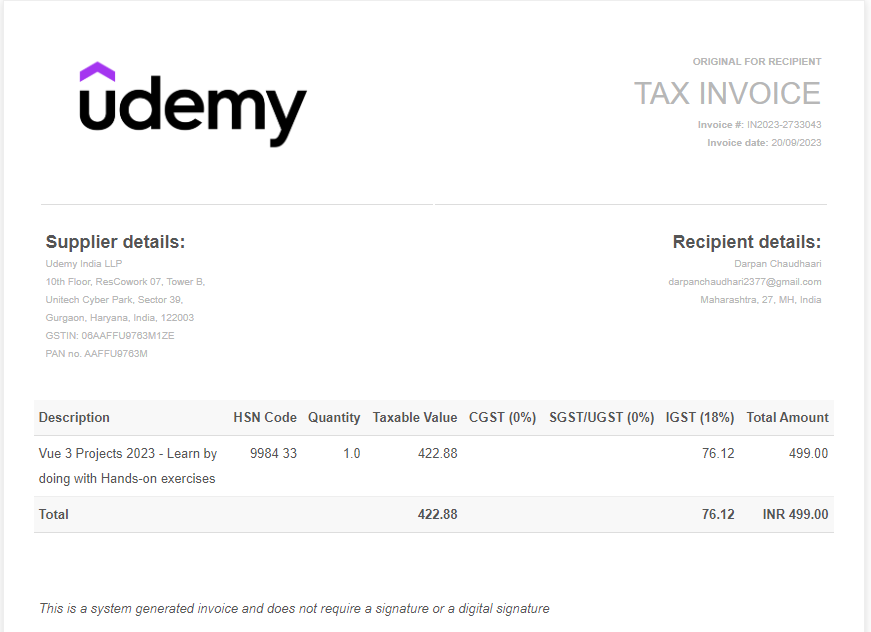 udemy
ORIGINAL FOR RECIPIENT
TAX INVOICE
Invoice #: IN2023-2733043
Invoice date: 20/09/2023
Supplier details:
Udemy India LLP
10th Floor, ResCowork 07, Tower B,
Unitech Cyber Park, Sector 39,
Gurgaon, Haryana, India, 122003
GSTIN: 06AAFFU9763M1ZE
PAN no. AAFFU9763M
Recipient details:
Darpan Chaudhaari
darpanchaudhari2377@gmail.com
Maharashtra, 27, MH, India
Description HSN Code Quantity Taxable Value CGST (0%) SGST/UGST (0%) IGST (18%) Total Amount
Vue 3 Projects 2023 - Learn by 9984 33 1.0 422.88 76.12 499.00
doing with Hands-on exercises
Total 422.88 76.12 INR 499.00
This is a system generated invoice and does not require a signature or a digital signature